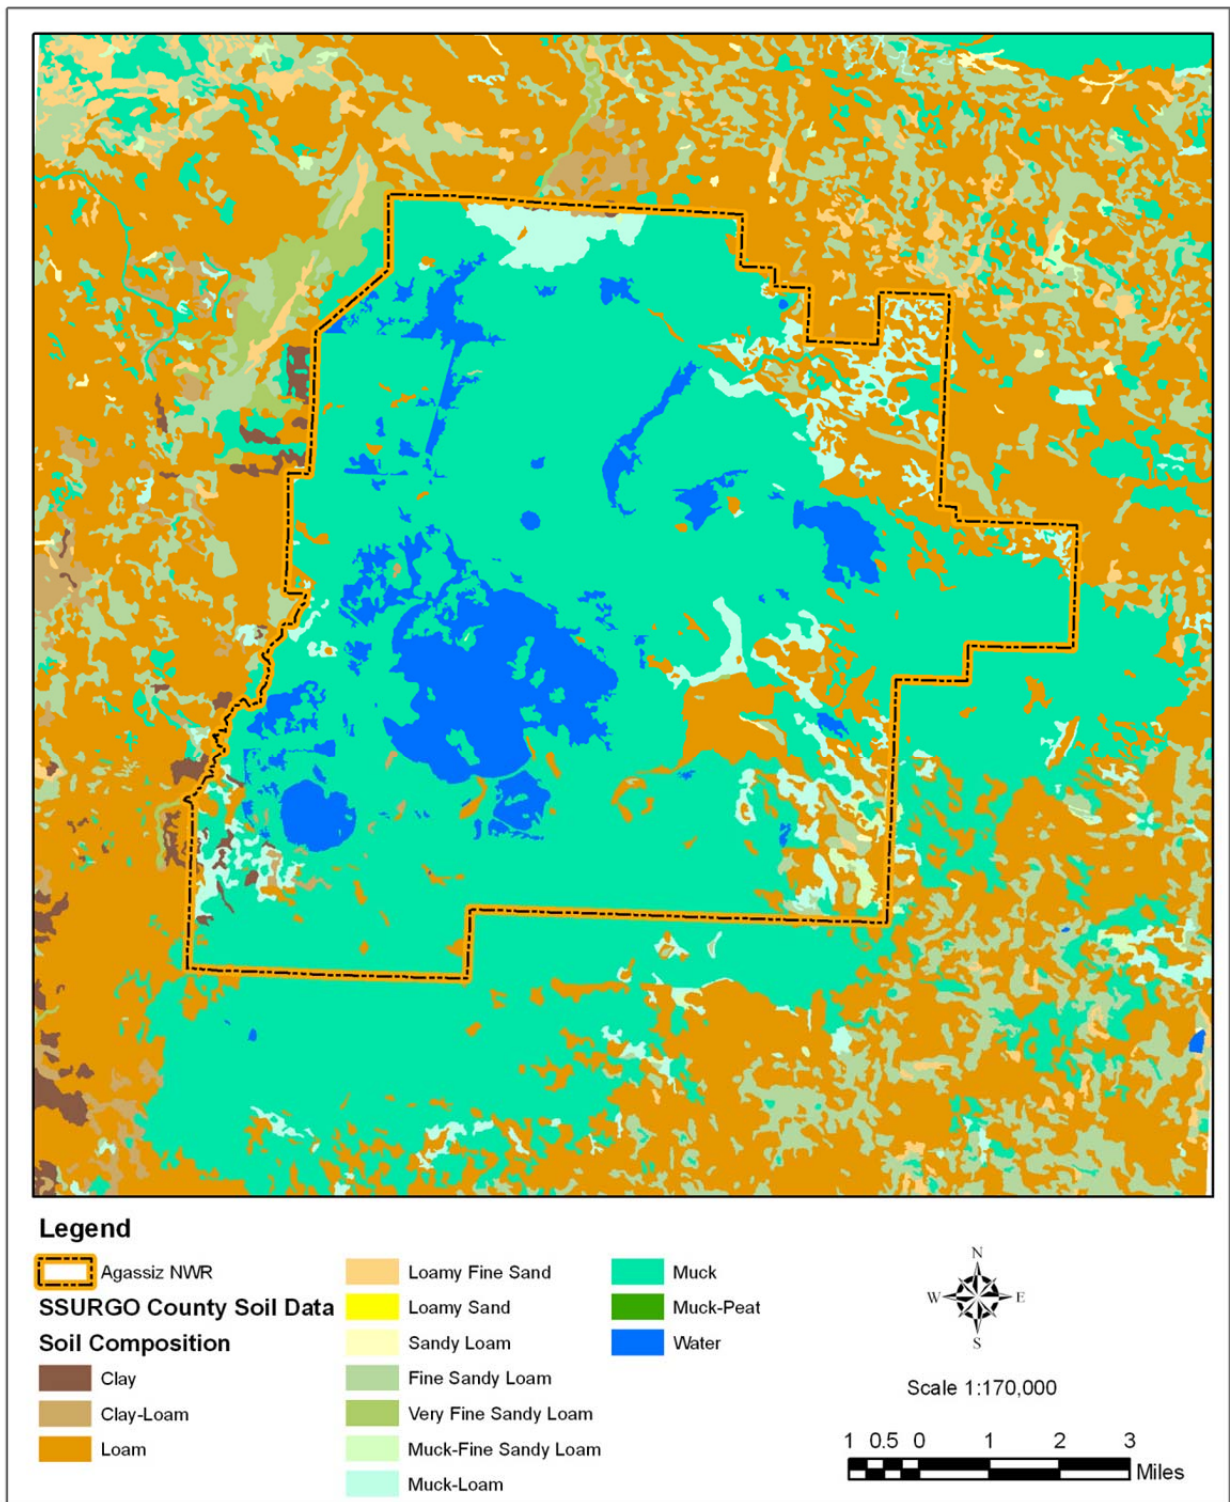 Legend
Agassiz NWR
SSURGO County Soil Data
Soil Composition
Clay
Clay-Loam
Loam
Loamy Fine Sand
Loamy Sand
Sandy Loam
Fine Sandy Loam
Very Fine Sandy Loam
Muck-Fine Sandy Loam
Muck-Loam
Muck
Muck-Peat
Water
N
W E
S
Scale 1:170,000
1 0.5 0 1 2 3
Miles